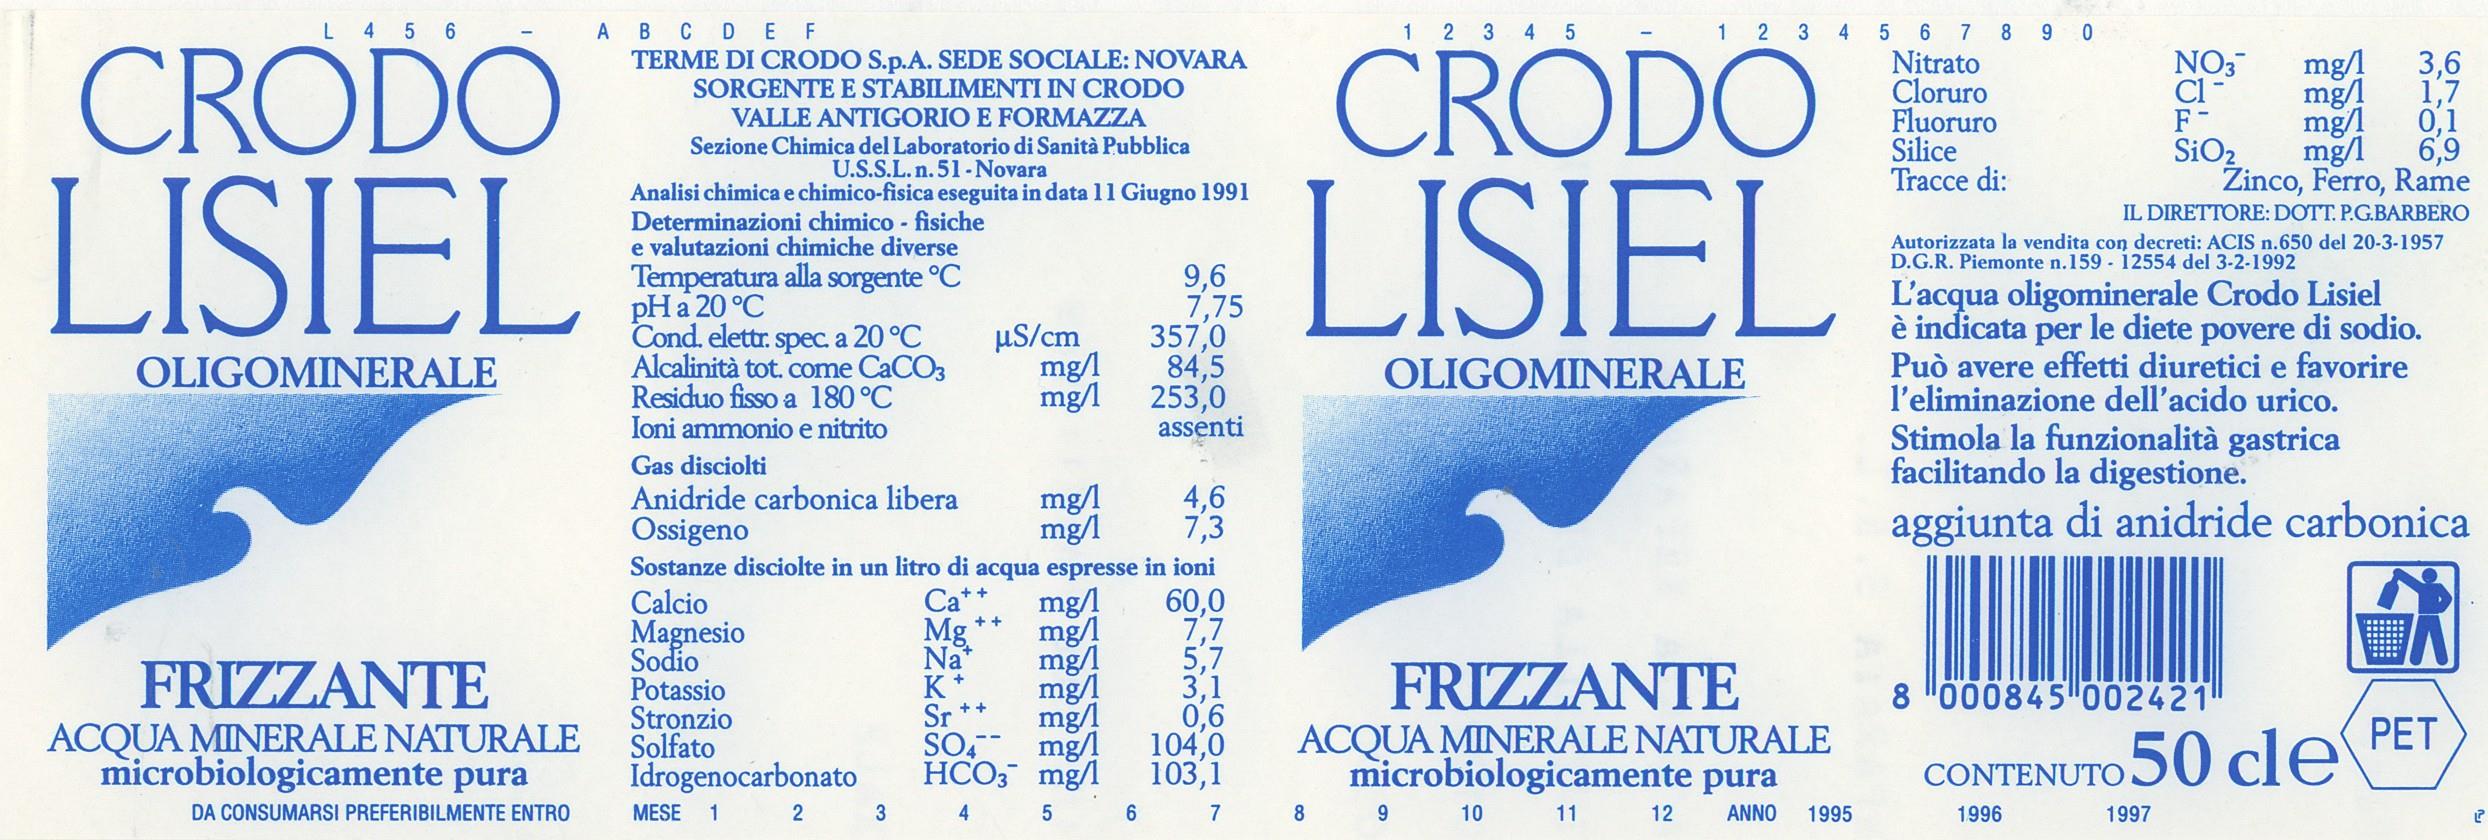 L 4 5 6 - A B C D E F 1 2 3 4 5 - 1 2 3 4 5 6 7 8 9 0
CRODO
LISIEL
OLIGOMINERALE
FRIZZANTE
ACQUA MINERALE NATURALE
microbiologicamente pura
TERME DI CRODO S.p.A. SEDE SOCIALE: NOVARA
SORGENTE E STABILIMENTI IN CRODO
VALLE ANTIGORIO E FORMAZZA
Sezione Chimica del Laboratorio di Sanità Pubblica
U.S.S.L. n. 51 - Novara
Analisi chimica e chimico-fisica eseguita in data 11 Giugno 1991
Determinazioni chimico - fisiche
e valutazioni chimiche diverse
Temperatura alla sorgente °C 9,6
pH a 20 °C 7,75
Cond. elettr. spec. a 20 °C µS/cm 357,0
Alcalinità tot. come CaCO₃ mg/l 84,5
Residuo fisso a 180 °C mg/l 253,0
Ioni ammonio e nitrito assenti
Gas disciolti
Anidride carbonica libera mg/l 4,6
Ossigeno mg/l 7,3
Sostanze disciolte in un litro di acqua espresse in ioni
Calcio Ca⁺⁺ mg/l 60,0
Magnesio Mg⁺⁺ mg/l 7,7
Sodio Na⁺ mg/l 5,7
Potassio K⁺ mg/l 3,1
Stronzio Sr⁺⁺ mg/l 0,6
Solfato SO₄⁻⁻ mg/l 104,0
Idrogenocarbonato HCO₃⁻ mg/l 103,1
CRODO
LISIEL
OLIGOMINERALE
FRIZZANTE
ACQUA MINERALE NATURALE
microbiologicamente pura
Nitrato NO₃⁻ mg/l 3,6
Cloruro Cl⁻ mg/l 1,7
Fluoruro F⁻ mg/l 0,1
Silice SiO₂ mg/l 6,9
Tracce di: Zinco, Ferro, Rame
IL DIRETTORE: DOTT. P.G.BARBERO
Autorizzata la vendita con decreti: ACIS n.650 del 20-3-1957
D.G.R. Piemonte n.159 - 12554 del 3-2-1992
L'acqua oligominerale Crodo Lisiel
è indicata per le diete povere di sodio.
Può avere effetti diuretici e favorire
l'eliminazione dell'acido urico.
Stimola la funzionalità gastrica
facilitando la digestione.
aggiunta di anidride carbonica
8 000845 002421
PET
CONTENUTO 50 cl e
DA CONSUMARSI PREFERIBILMENTE ENTRO MESE 1 2 3 4 5 6 7 8 9 10 11 12 ANNO 1995 1996 1997